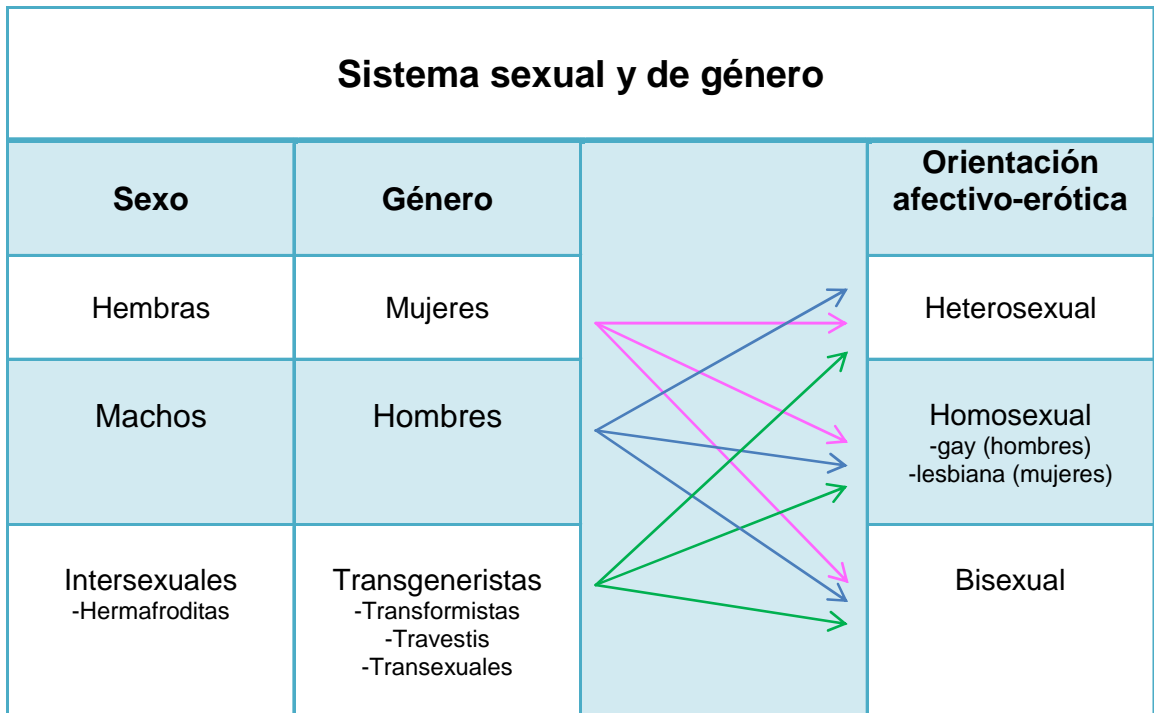 Sistema sexual y de género
Sexo
Género
Orientación
afectivo-erótica
Hembras
Mujeres
Heterosexual
Machos
Hombres
Homosexual
-gay (hombres)
-lesbiana (mujeres)
Intersexuales
-Hermafroditas
Transgeneristas
-Transformistas
-Travestis
-Transexuales
Bisexual